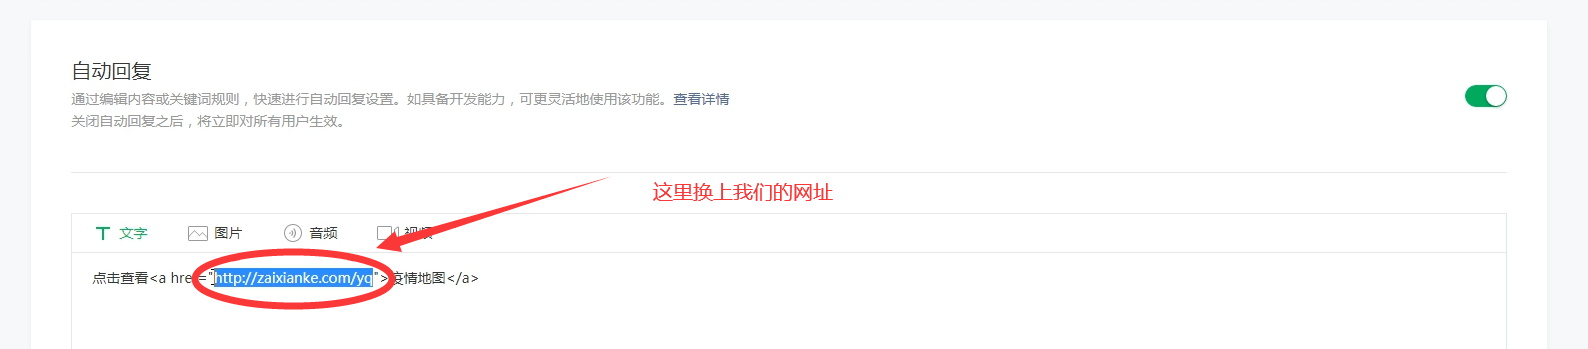 自动回复
通过编辑内容或关键词规则，快速进行自动回复设置。如具备开发能力，可更灵活地使用该功能。查看详情
关闭自动回复之后，将立即对所有用户生效。
这里换上我们的网址
文字 图片 音频 视频
点击查看<a href="http://zaixianke.com/yq">疫情地图</a>